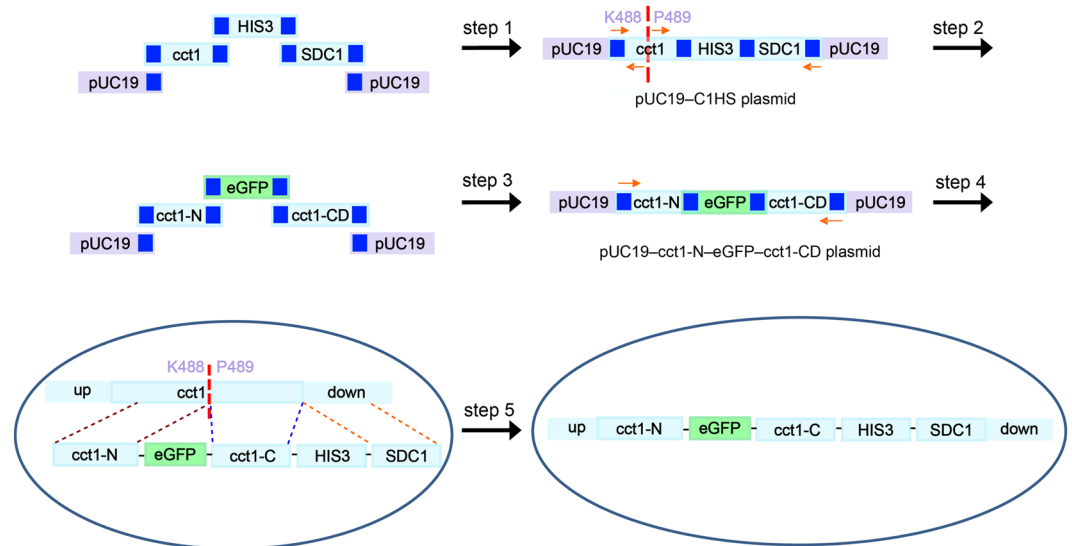 HIS3
cct1 SDC1
pUC19 pUC19
step 1
K488 P489
pUC19 cct1 HIS3 SDC1 pUC19
pUC19–C1HS plasmid
step 2
eGFP
cct1-N cct1-CD
pUC19 pUC19
step 3
pUC19 cct1-N eGFP cct1-CD pUC19
pUC19–cct1-N–eGFP–cct1-CD plasmid
step 4
K488 P489
up cct1 down
cct1-N eGFP cct1-C HIS3 SDC1
step 5
up cct1-N eGFP cct1-C HIS3 SDC1 down